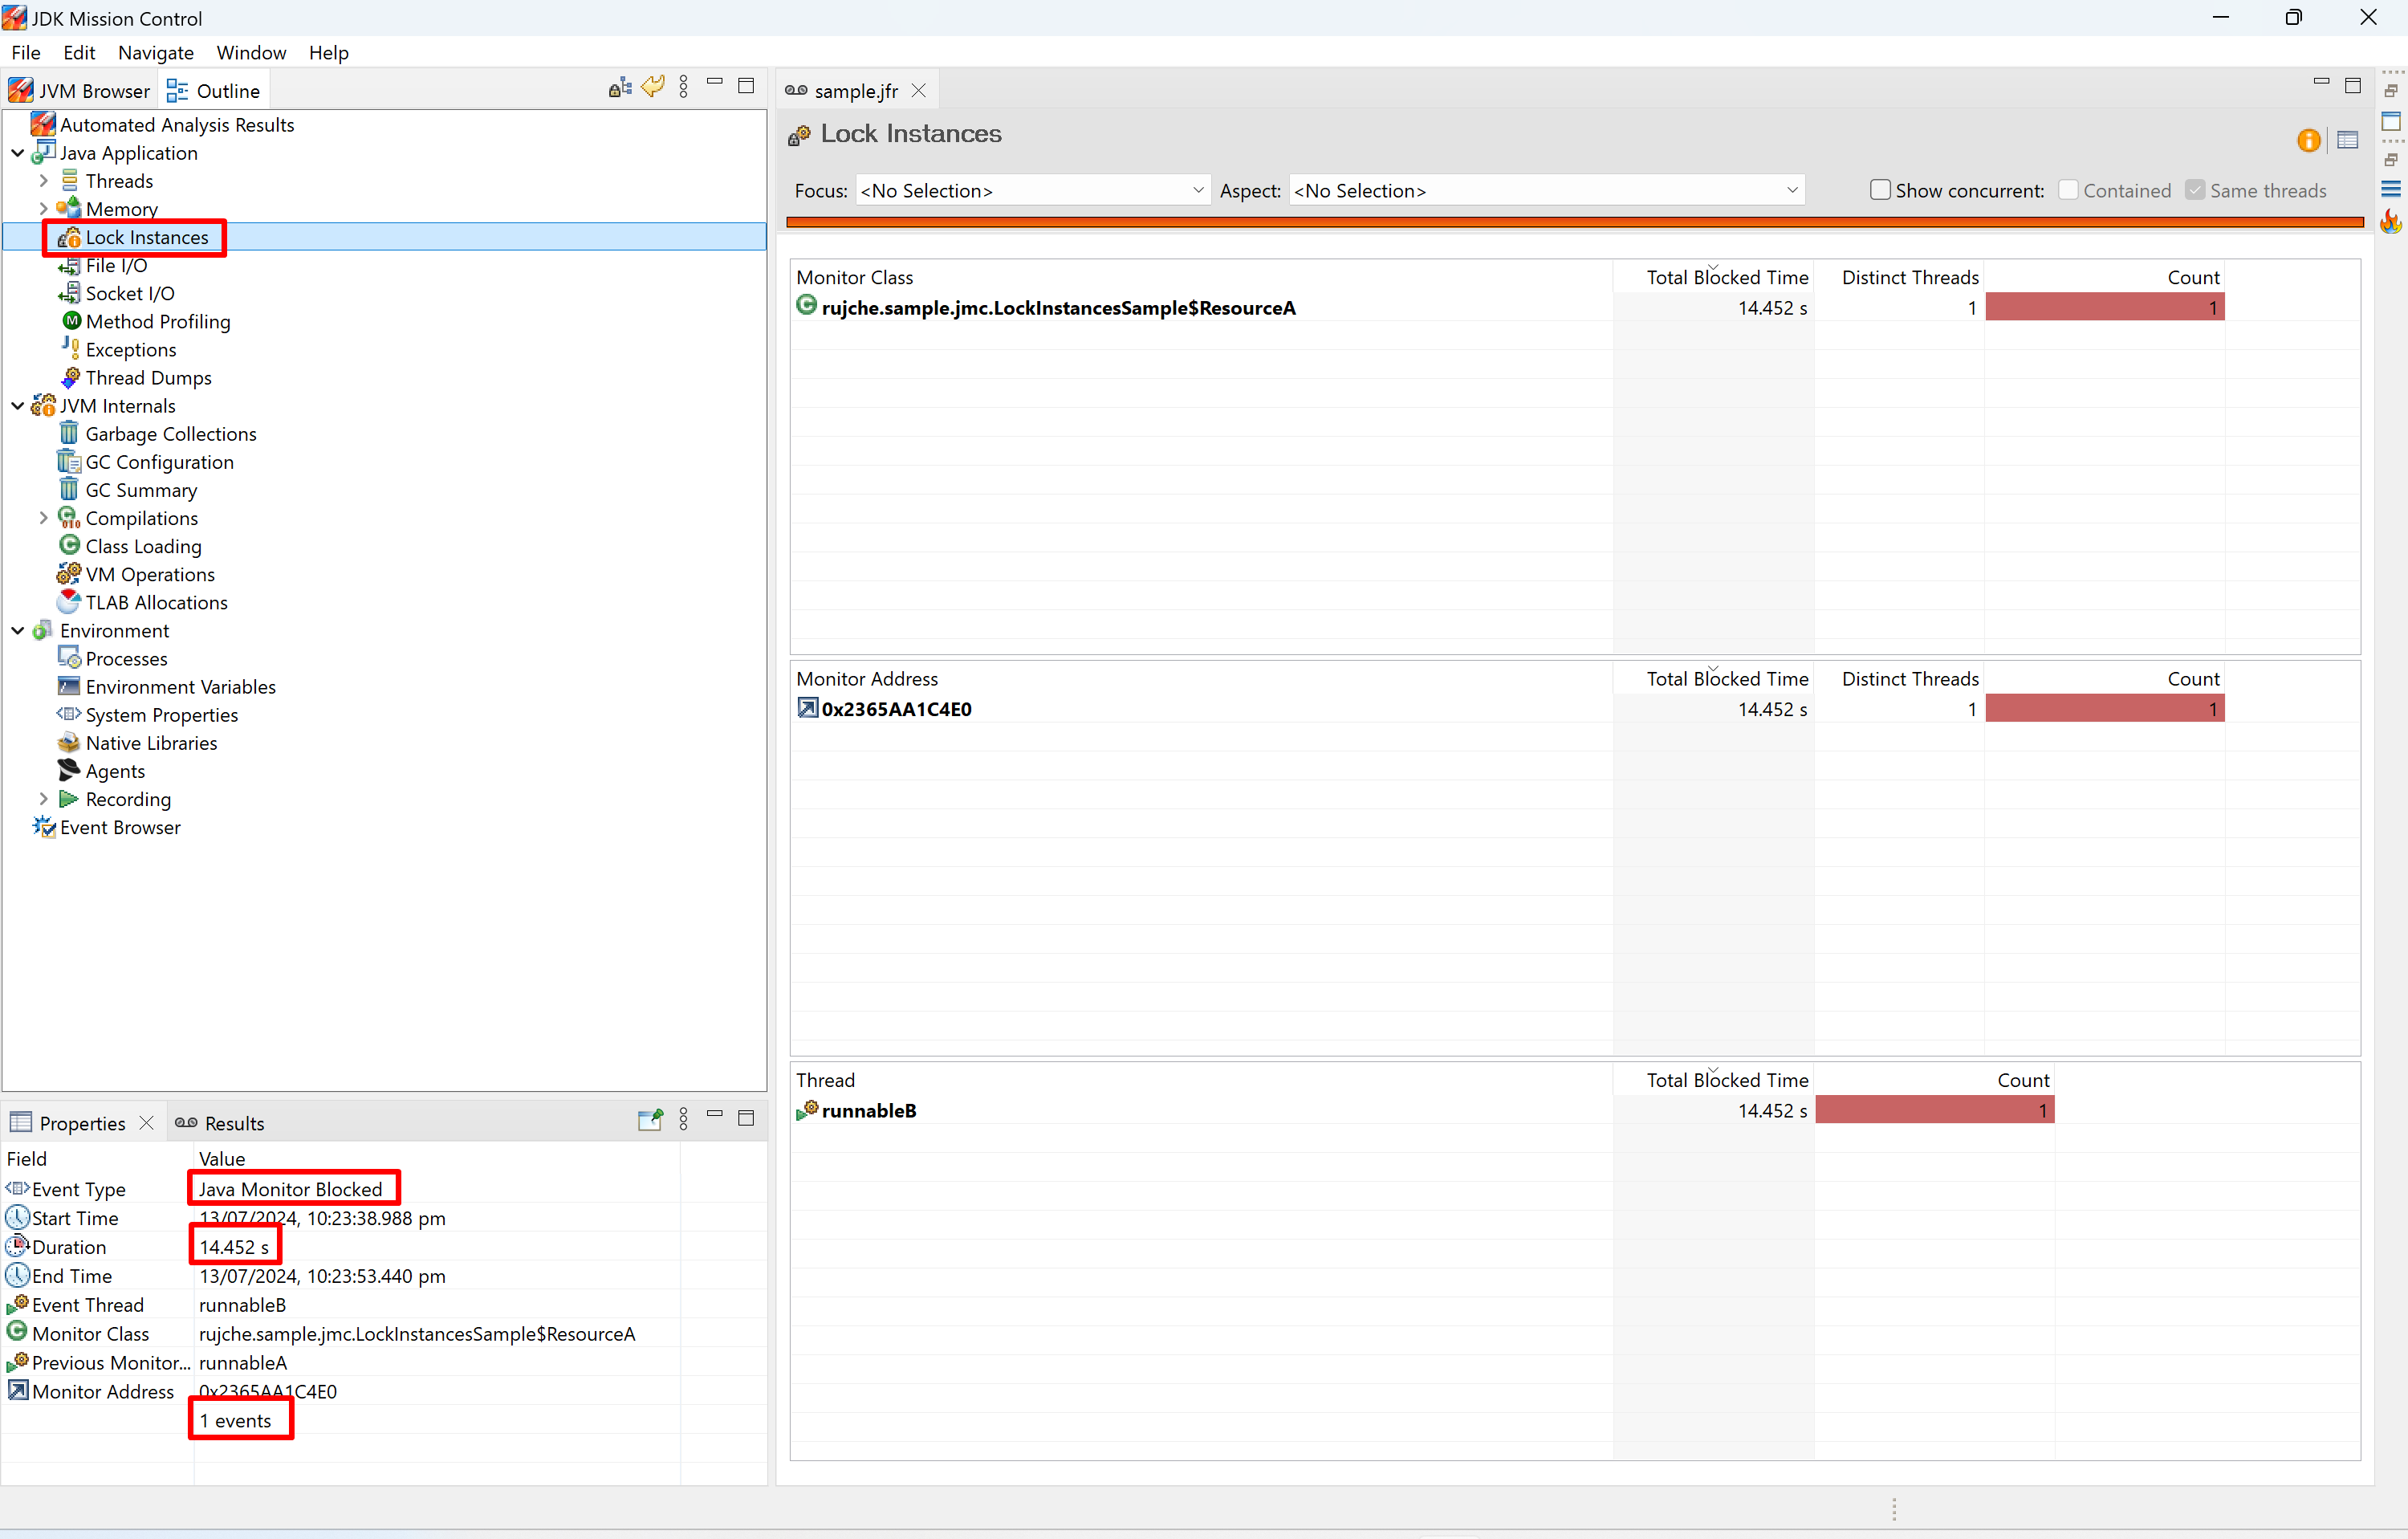 JDK Mission Control
File Edit Navigate Window Help
JVM Browser Outline
Automated Analysis Results
Java Application
Threads
Memory
Lock Instances
File I/O
Socket I/O
Method Profiling
Exceptions
Thread Dumps
JVM Internals
Garbage Collections
GC Configuration
GC Summary
Compilations
Class Loading
VM Operations
TLAB Allocations
Environment
Processes
Environment Variables
System Properties
Native Libraries
Agents
Recording
Event Browser
Properties Results
Field Value
Event Type Java Monitor Blocked
Start Time 13/07/2024, 10:23:38.988 pm
Duration 14.452 s
End Time 13/07/2024, 10:23:53.440 pm
Event Thread runnableB
Monitor Class rujche.sample.jmc.LockInstancesSample$ResourceA
Previous Monitor... runnableA
Monitor Address 0x2365AA1C4E0
1 events
sample.jfr
Lock Instances
Focus: <No Selection> Aspect: <No Selection> Show concurrent: Contained Same threads
Monitor Class Total Blocked Time Distinct Threads Count
rujche.sample.jmc.LockInstancesSample$ResourceA 14.452 s 1 1
Monitor Address Total Blocked Time Distinct Threads Count
0x2365AA1C4E0 14.452 s 1 1
Thread Total Blocked Time Count
runnableB 14.452 s 1